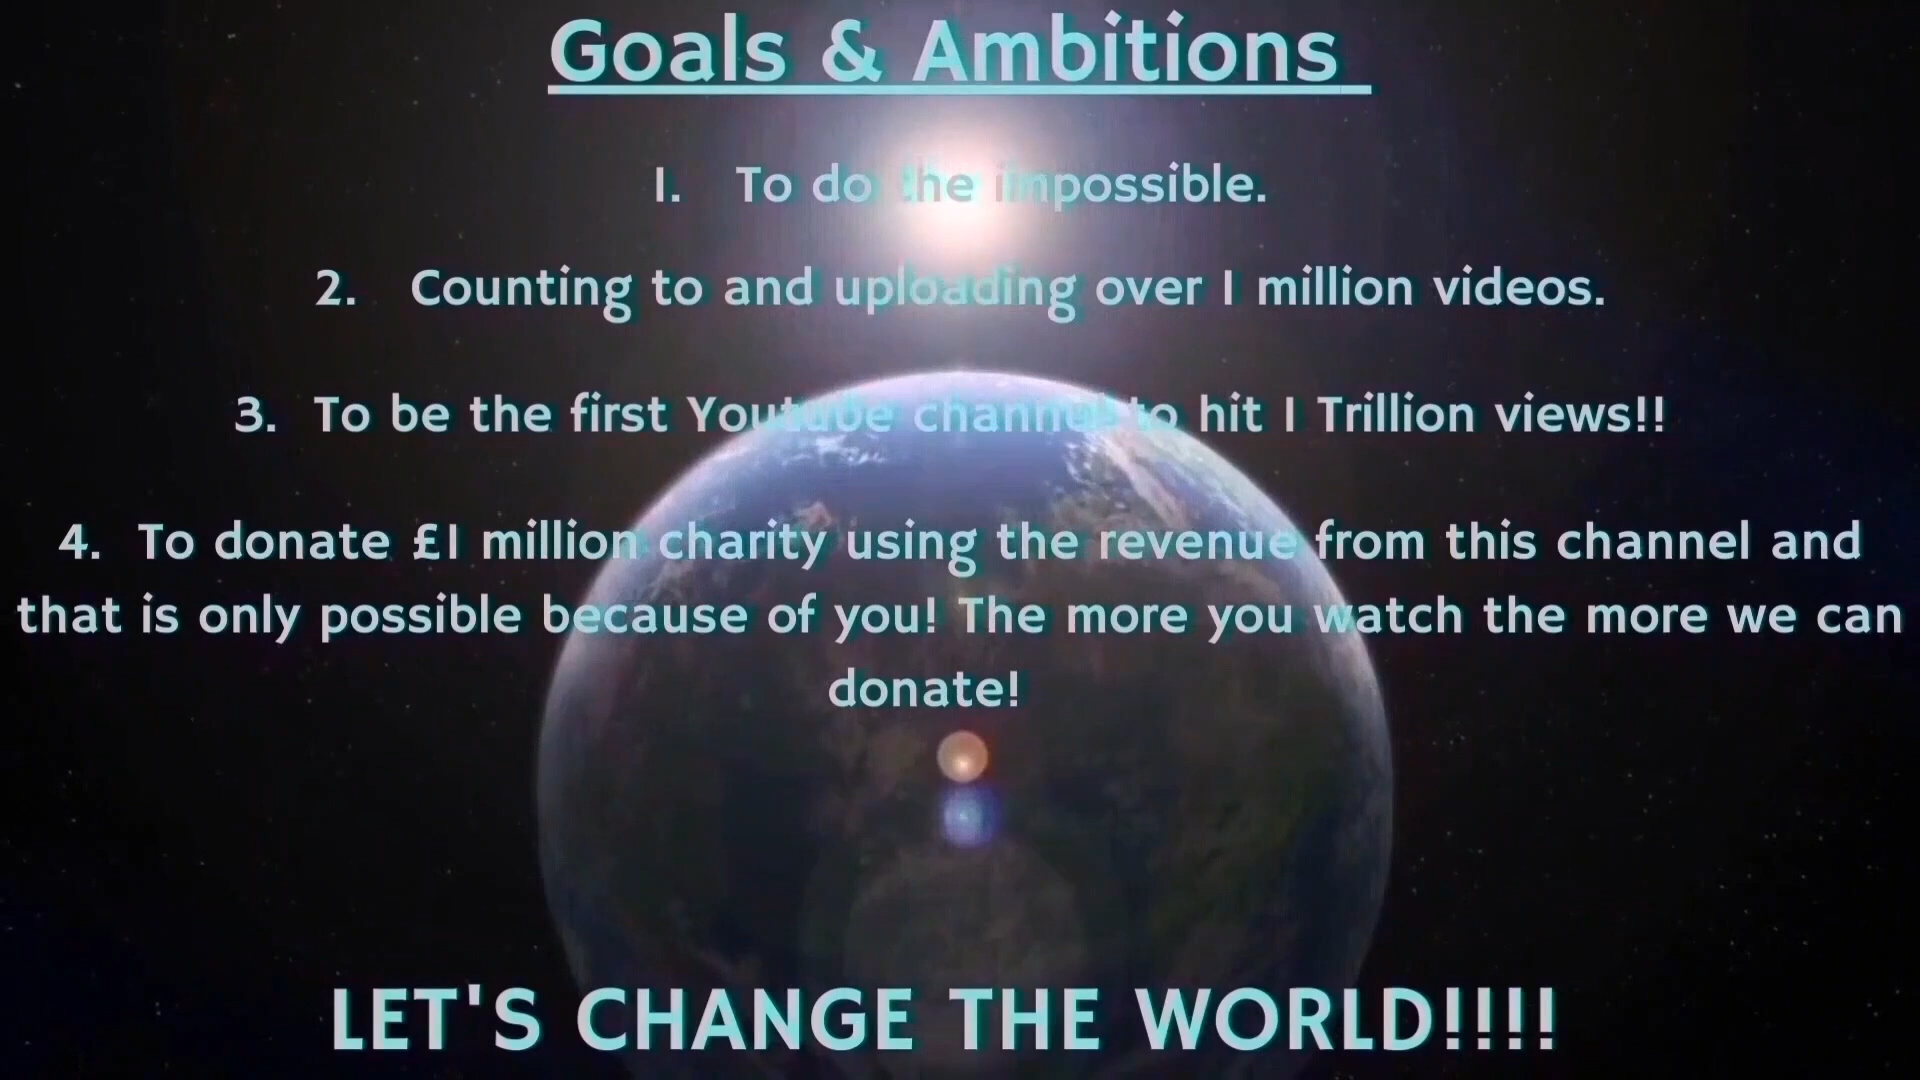 Goals & Ambitions
1. To do the impossible.
2. Counting to and uploading over 1 million videos.
3. To be the first Youtube channel to hit 1 Trillion views!!
4. To donate £1 million charity using the revenue from this channel and
that is only possible because of you! The more you watch the more we can
donate!
LET'S CHANGE THE WORLD!!!!